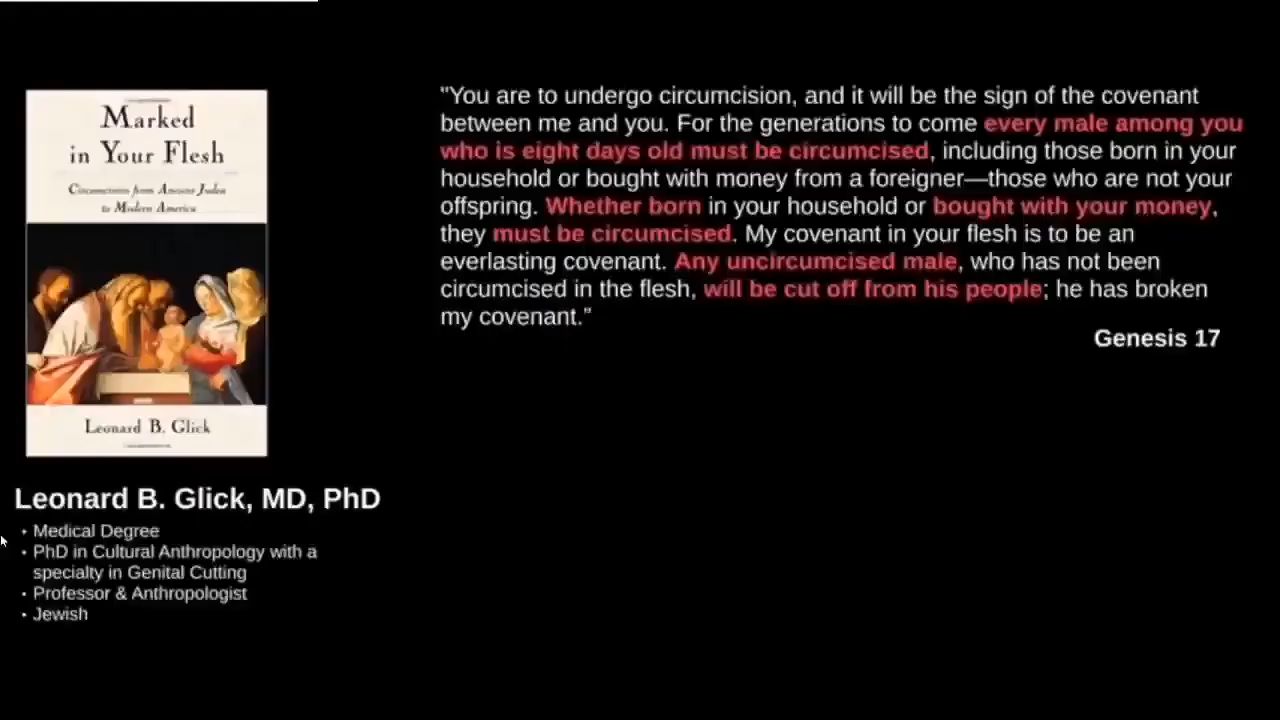 Marked
in Your Flesh
Circumcision from Ancient Judea
to Modern America
Leonard B. Glick
Leonard B. Glick, MD, PhD
• Medical Degree
• PhD in Cultural Anthropology with a
specialty in Genital Cutting
• Professor & Anthropologist
• Jewish
"You are to undergo circumcision, and it will be the sign of the covenant
between me and you. For the generations to come every male among you
who is eight days old must be circumcised, including those born in your
household or bought with money from a foreigner—those who are not your
offspring. Whether born in your household or bought with your money,
they must be circumcised. My covenant in your flesh is to be an
everlasting covenant. Any uncircumcised male, who has not been
circumcised in the flesh, will be cut off from his people; he has broken
my covenant.”
Genesis 17